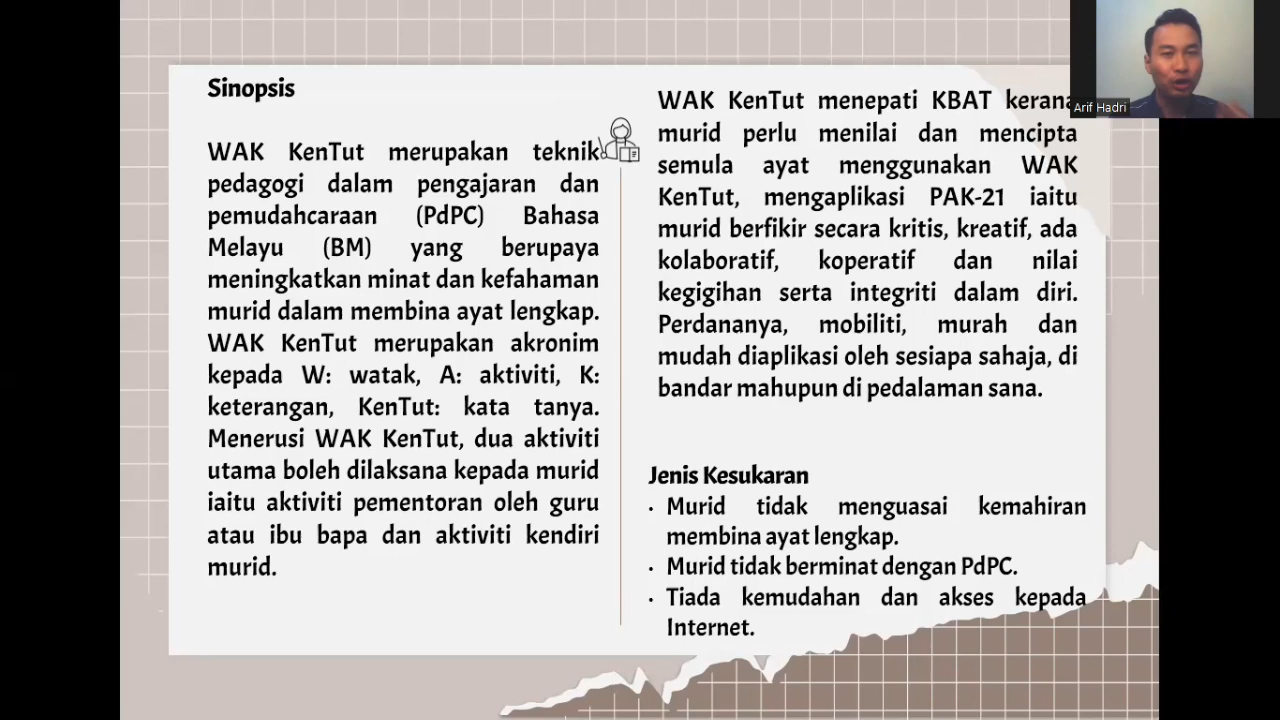 Sinopsis
WAK KenTut merupakan teknik
pedagogi dalam pengajaran dan
pemudahcaraan (PdPC) Bahasa
Melayu (BM) yang berupaya
meningkatkan minat dan kefahaman
murid dalam membina ayat lengkap.
WAK KenTut merupakan akronim
kepada W: watak, A: aktiviti, K:
keterangan, KenTut: kata tanya.
Menerusi WAK KenTut, dua aktiviti
utama boleh dilaksana kepada murid
iaitu aktiviti pementoran oleh guru
atau ibu bapa dan aktiviti kendiri
murid.
WAK KenTut menepati KBAT kerana
murid perlu menilai dan mencipta
semula ayat menggunakan WAK
KenTut, mengaplikasi PAK-21 iaitu
murid berfikir secara kritis, kreatif, ada
kolaboratif, koperatif dan nilai
kegigihan serta integriti dalam diri.
Perdananya, mobiliti, murah dan
mudah diaplikasi oleh sesiapa sahaja, di
bandar mahupun di pedalaman sana.
Jenis Kesukaran
• Murid tidak menguasai kemahiran
membina ayat lengkap.
• Murid tidak berminat dengan PdPC.
• Tiada kemudahan dan akses kepada
Internet.
Arif Hadri